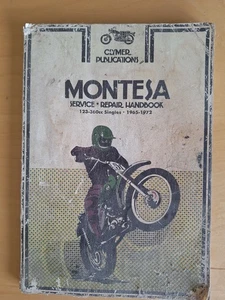 CLYMER
PUBLICATIONS
MONTESA
SERVICE • REPAIR HANDBOOK
123-360cc Singles • 1965-1972